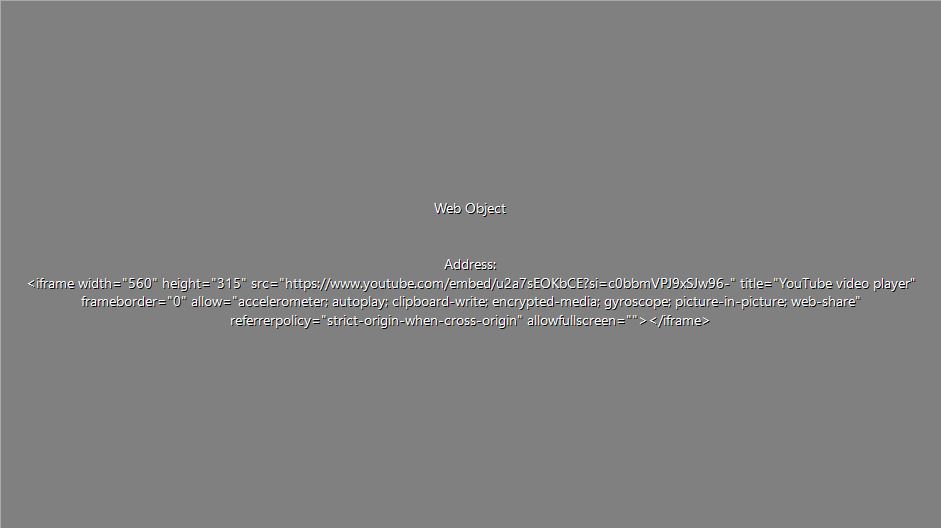 Web Object
Address:
<iframe width="560" height="315" src="https://www.youtube.com/embed/u2a7sEOKbCE?si=c0bbmVPJ9xSJw96-" title="YouTube video player"
frameborder="0" allow="accelerometer; autoplay; clipboard-write; encrypted-media; gyroscope; picture-in-picture; web-share"
referrerpolicy="strict-origin-when-cross-origin" allowfullscreen=""></iframe>